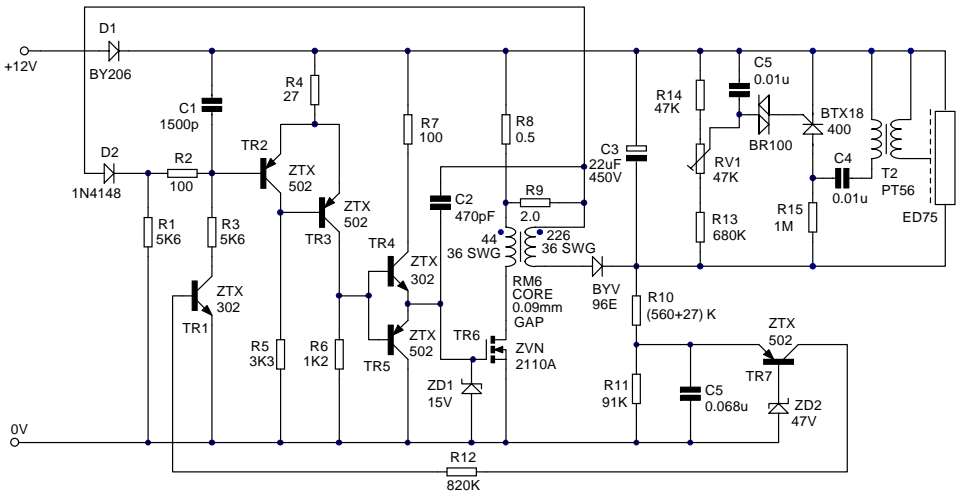 D1
+12V
BY206
C1
1500p
D2
1N4148
R2
100
R1
5K6
R3
5K6
ZTX
302
TR1
R4
27
TR2
ZTX
502
ZTX
502
TR3
R5
3K3
R6
1K2
R7
100
TR4
ZTX
302
ZTX
502
TR5
C2
470pF
ZD1
15V
R8
0.5
R9
2.0
44
36 SWG
226
36 SWG
RM6
CORE
0.09mm
GAP
TR6
ZVN
2110A
BYV
96E
C3
22uF
450V
R14
47K
RV1
47K
R13
680K
C5
0.01u
BR100
BTX18
400
C4
0.01u
R15
1M
T2
PT56
ED75
R10
(560+27) K
R11
91K
C5
0.068u
ZTX
502
TR7
ZD2
47V
0V
R12
820K